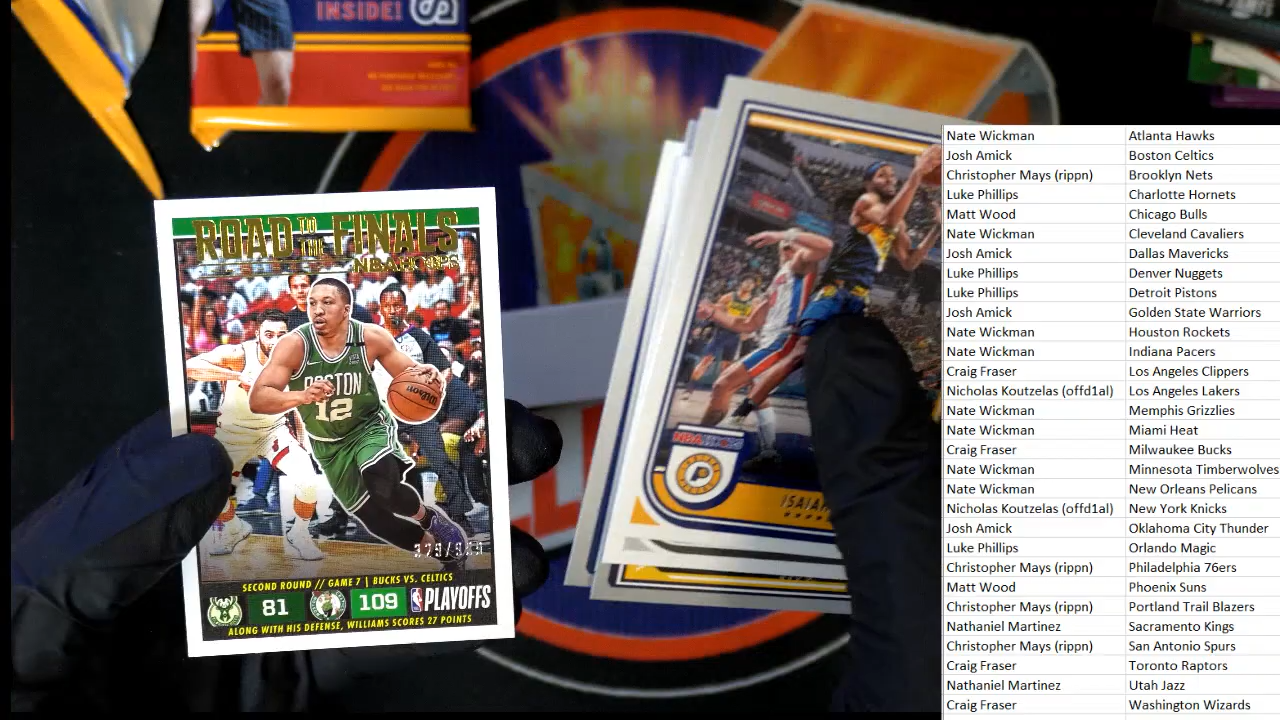 INSIDE!
ROAD TO THE FINALS
NBA HOOPS
BOSTON
12
Wilson
SECOND ROUND // GAME 7 | BUCKS VS. CELTICS
81
109
PLAYOFFS
ALONG WITH HIS DEFENSE, WILLIAMS SCORES 27 POINTS
NBA HOOPS
ISAIAH
Nate Wickman Atlanta Hawks
Josh Amick Boston Celtics
Christopher Mays (rippn) Brooklyn Nets
Luke Phillips Charlotte Hornets
Matt Wood Chicago Bulls
Nate Wickman Cleveland Cavaliers
Josh Amick Dallas Mavericks
Luke Phillips Denver Nuggets
Luke Phillips Detroit Pistons
Josh Amick Golden State Warriors
Nate Wickman Houston Rockets
Nate Wickman Indiana Pacers
Craig Fraser Los Angeles Clippers
Nicholas Koutzelas (offd1al) Los Angeles Lakers
Nate Wickman Memphis Grizzlies
Nate Wickman Miami Heat
Craig Fraser Milwaukee Bucks
Nate Wickman Minnesota Timberwolves
Nate Wickman New Orleans Pelicans
Nicholas Koutzelas (offd1al) New York Knicks
Josh Amick Oklahoma City Thunder
Luke Phillips Orlando Magic
Christopher Mays (rippn) Philadelphia 76ers
Matt Wood Phoenix Suns
Christopher Mays (rippn) Portland Trail Blazers
Nathaniel Martinez Sacramento Kings
Christopher Mays (rippn) San Antonio Spurs
Craig Fraser Toronto Raptors
Nathaniel Martinez Utah Jazz
Craig Fraser Washington Wizards